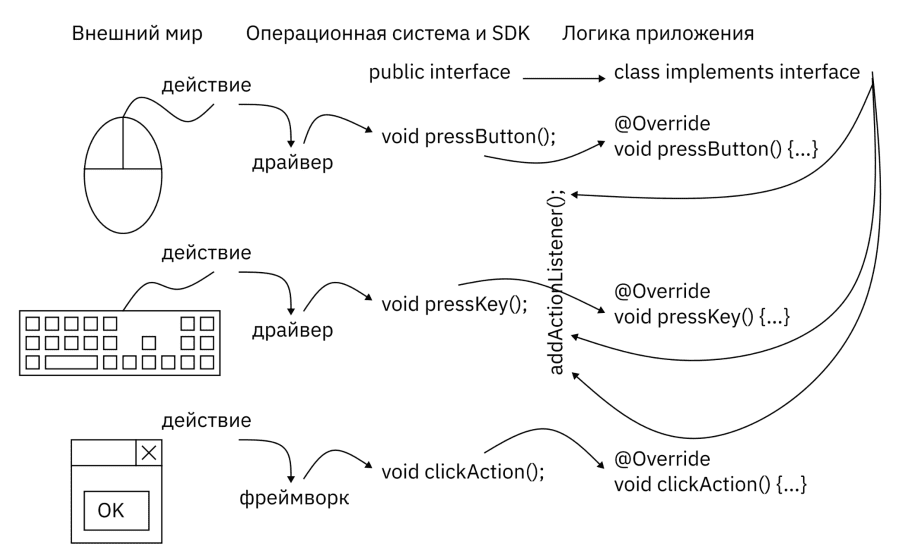 Внешний мир
Операционная система и SDK
Логика приложения
public interface
class implements interface
действие
драйвер
void pressButton();
@Override
void pressButton() {...}
addActionListener();
действие
драйвер
void pressKey();
@Override
void pressKey() {...}
действие
фреймворк
void clickAction();
@Override
void clickAction() {...}
OK